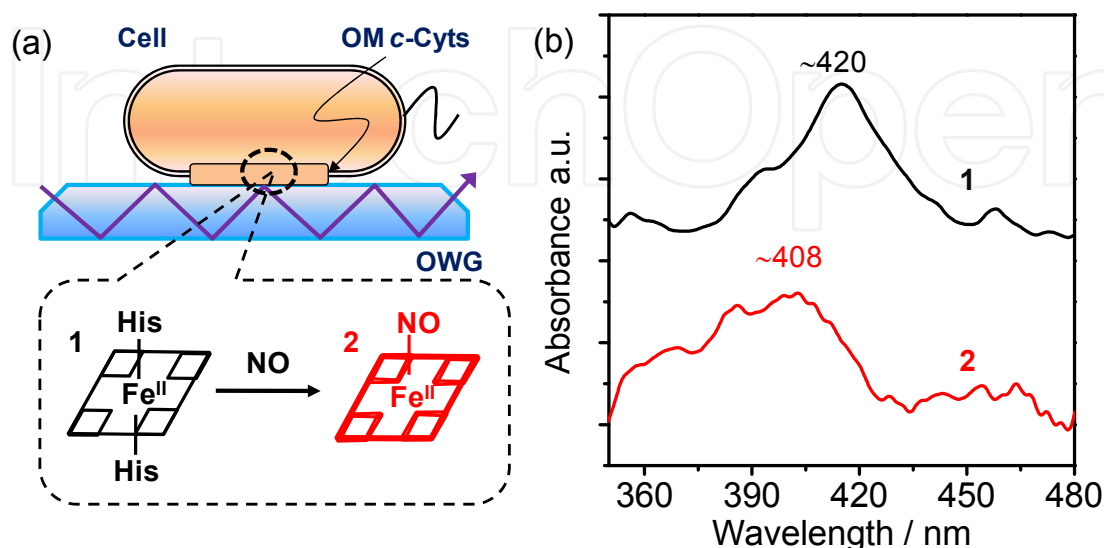 (a)
Cell
OM c-Cyts
OWG
1
His
Fe^II
His
NO
2
NO
Fe^II
(b)
~420
1
~408
2
Absorbance a.u.
360 390 420 450 480
Wavelength / nm
IntechOpen